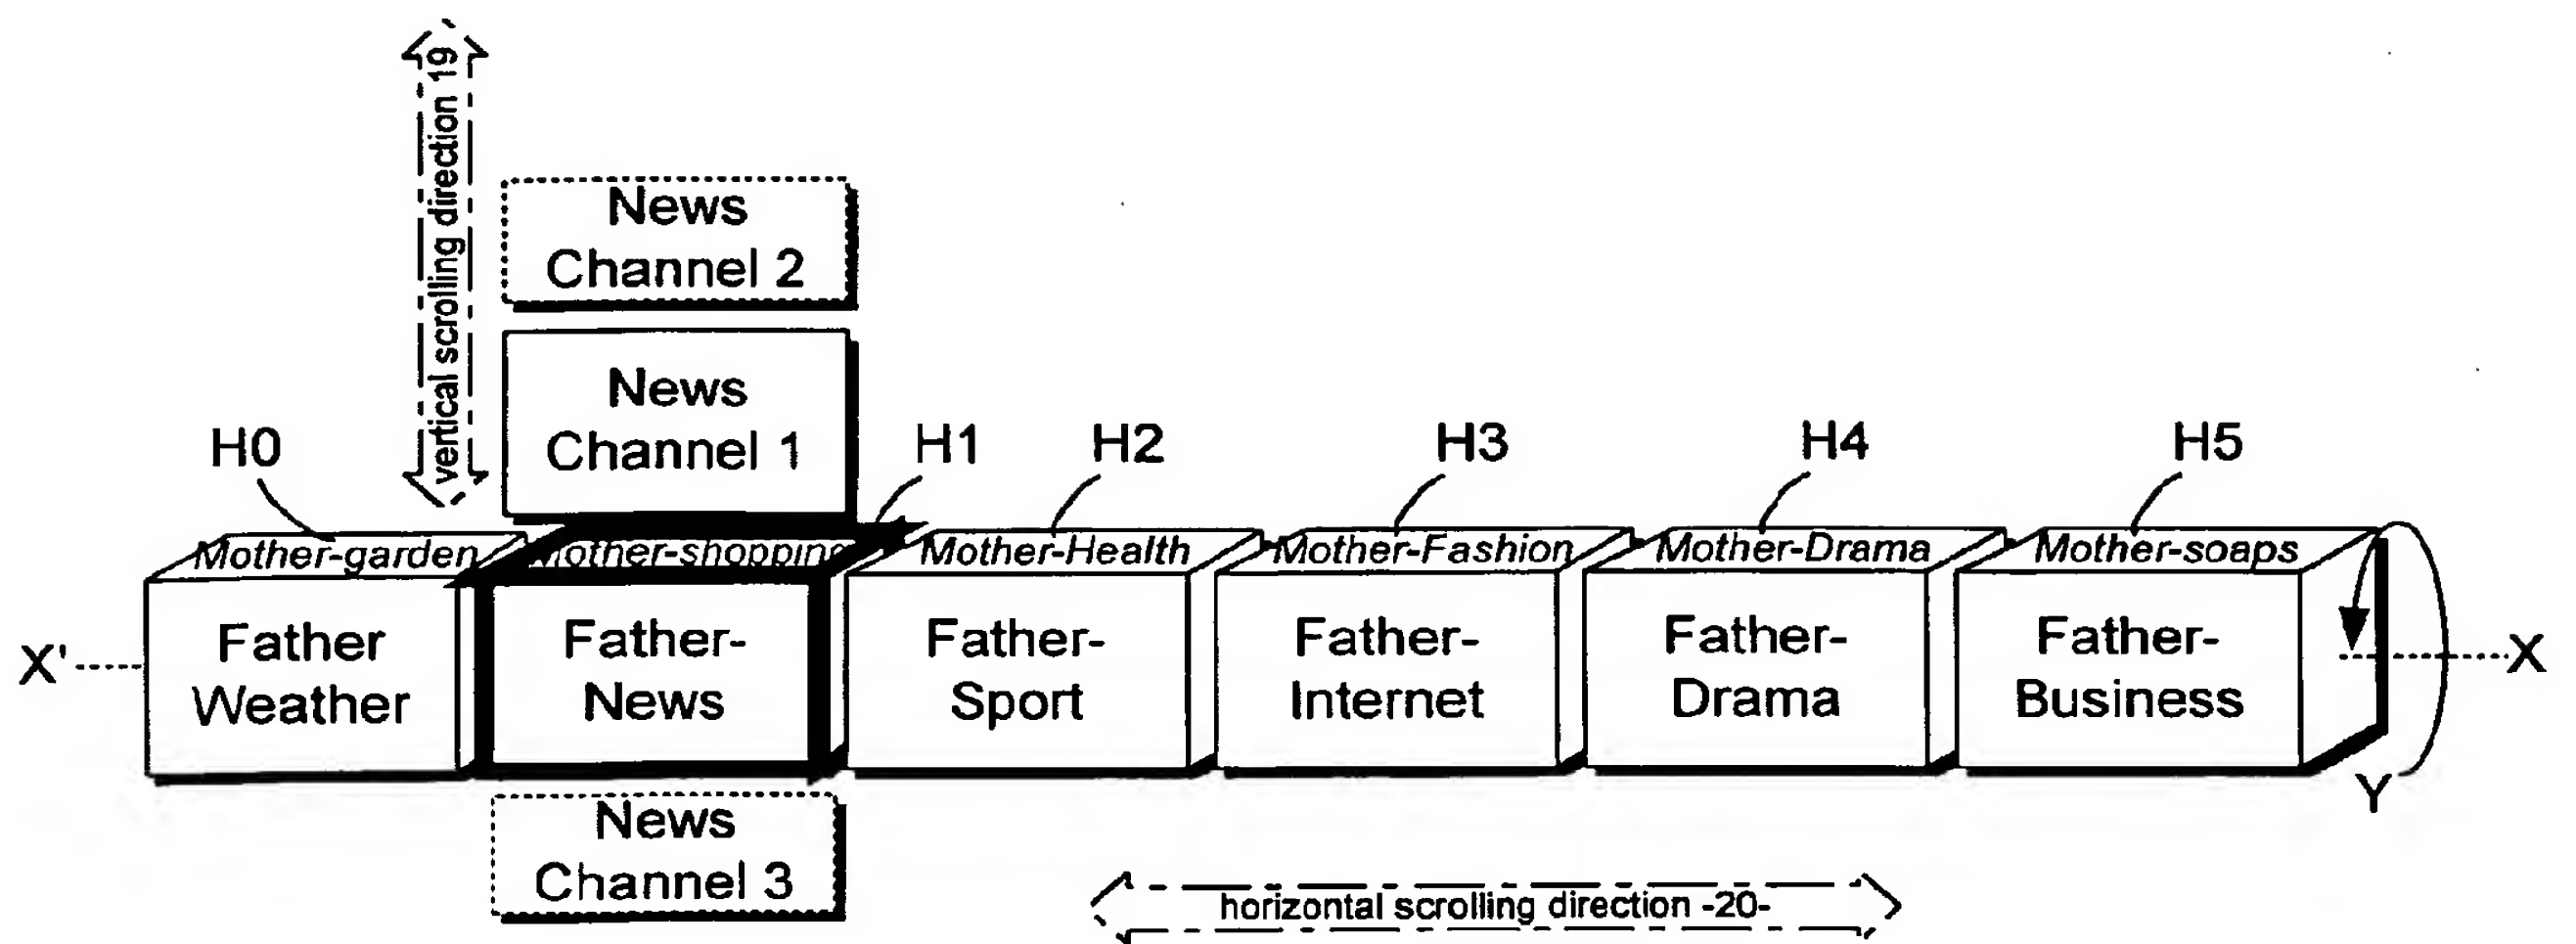 vertical scrolling direction 19
News
Channel 2
News
Channel 1
H0
H1
H2
H3
H4
H5
Mother-garden
Mother-shopping
Mother-Health
Mother-Fashion
Mother-Drama
Mother-soaps
X'
Father
Weather
Father-
News
Father-
Sport
Father-
Internet
Father-
Drama
Father-
Business
X
Y
News
Channel 3
horizontal scrolling direction -20-